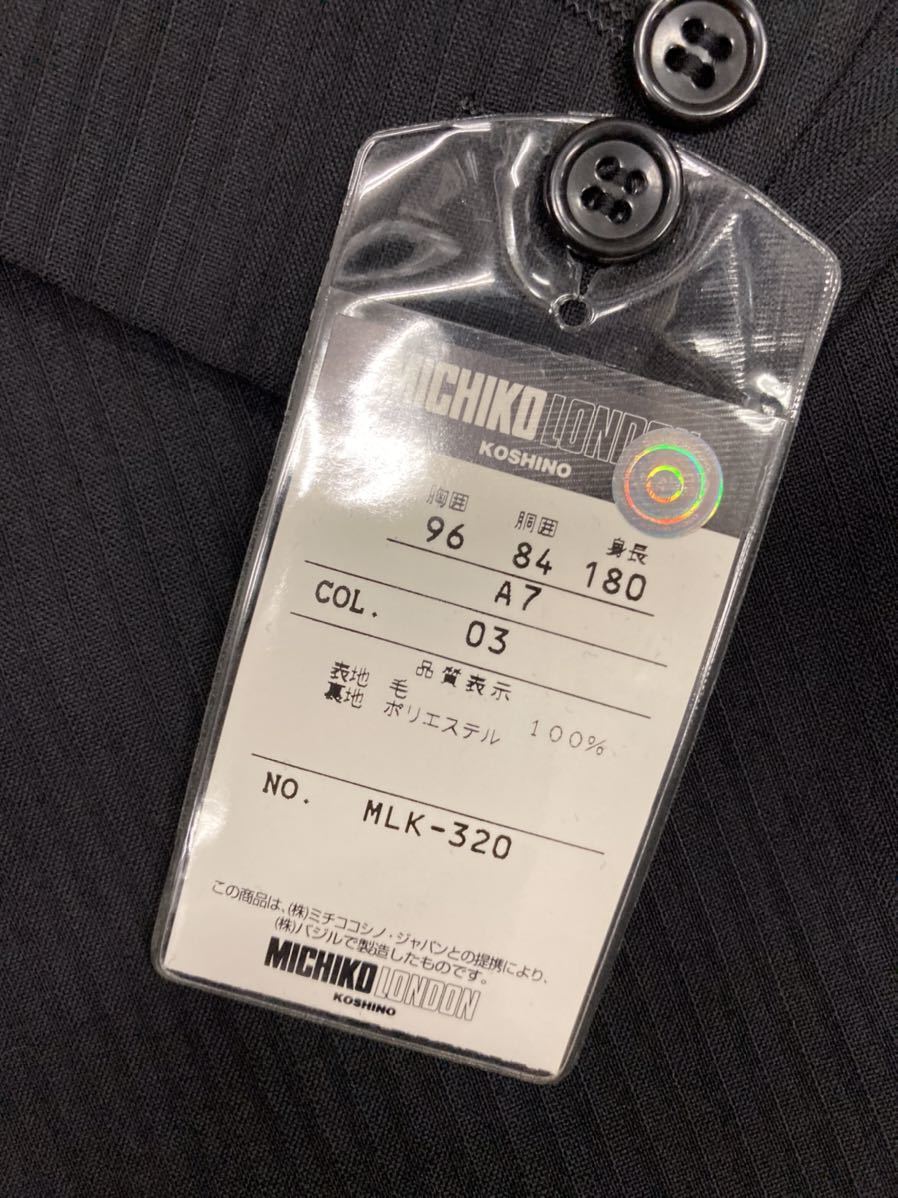 MICHIKO LONDON
KOSHINO
胸囲 胴囲 身長
96 84 180
A7
COL. 03
品質表示
表地 毛 100%
裏地 ポリエステル
NO. MLK-320
この商品は、(株)ミチココシノ・ジャパンとの提携により、
(株)バジルで製造したものです。
MICHIKO LONDON
KOSHINO